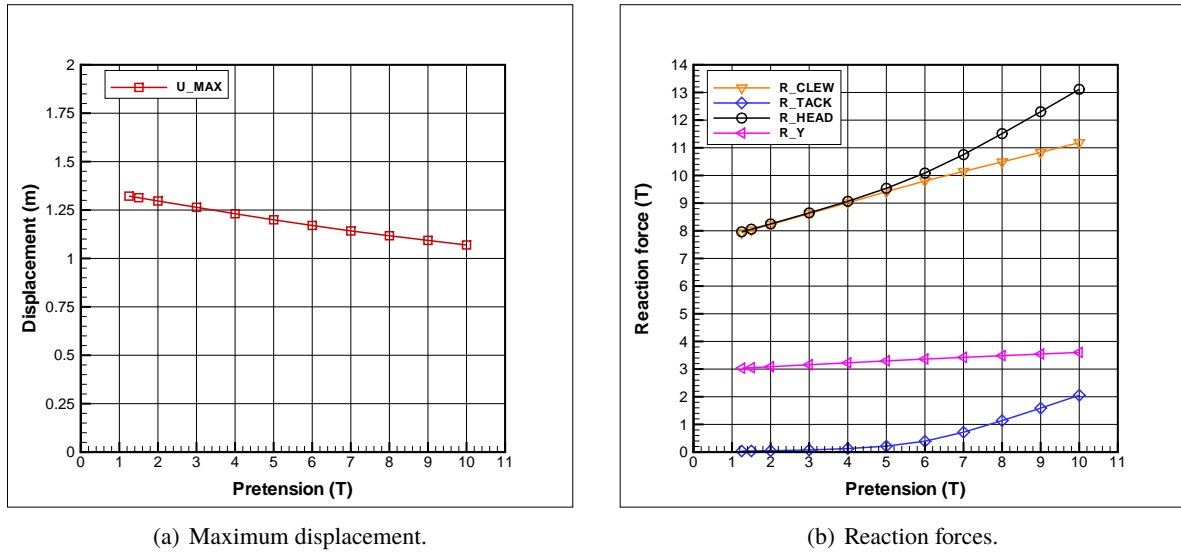 2
1.75
1.5
1.25
1
0.75
0.5
0.25
0
U_MAX
Displacement (m)
0 1 2 3 4 5 6 7 8 9 10 11
Pretension (T)
(a) Maximum displacement.
14
13
12
11
10
9
8
7
6
5
4
3
2
1
0
R_CLEW
R_TACK
R_HEAD
R_Y
Reaction force (T)
0 1 2 3 4 5 6 7 8 9 10 11
Pretension (T)
(b) Reaction forces.